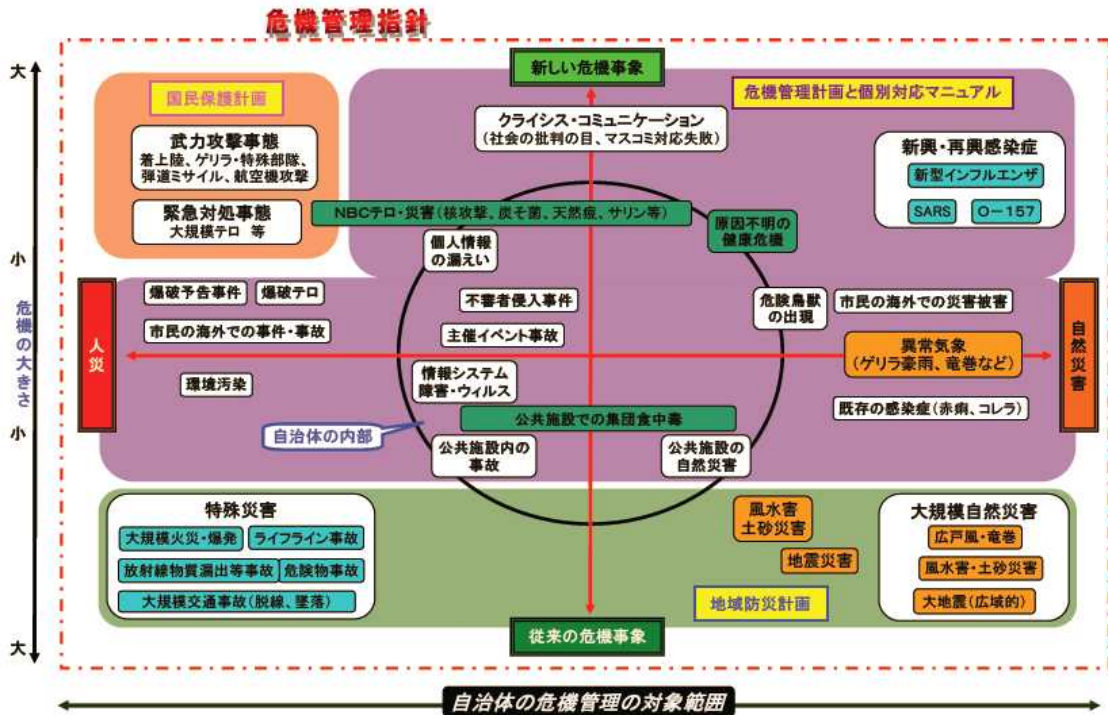 危機管理指針
大
新しい危機事象
国民保護計画
危機管理計画と個別対応マニュアル
武力攻撃事態
着上陸、ゲリラ・特殊部隊、
弾道ミサイル、航空機攻撃
クライシス・コミュニケーション
(社会の批判の目、マスコミ対応失敗)
新興・再興感染症
新型インフルエンザ
SARS
O-157
緊急対処事態
大規模テロ 等
NBCテロ・災害(核攻撃、炭そ菌、天然痘、サリン等)
原因不明の
健康危機
個人情報
の漏えい
小
危機の大きさ
小
大
人災
自然災害
爆破予告事件
爆破テロ
不審者侵入事件
危険鳥獣
の出現
市民の海外での災害被害
市民の海外での事件・事故
主催イベント事故
異常気象
(ゲリラ豪雨、竜巻など)
環境汚染
情報システム
障害・ウィルス
既存の感染症(赤痢、コレラ)
公共施設での集団食中毒
自治体の内部
公共施設内の
事故
公共施設の
自然災害
特殊災害
大規模火災・爆発
ライフライン事故
放射線物質漏出等事故
危険物事故
大規模交通事故(脱線、墜落)
風水害
土砂災害
地震災害
大規模自然災害
広戸風・竜巻
風水害・土砂災害
大地震(広域的)
地域防災計画
従来の危機事象
自治体の危機管理の対象範囲